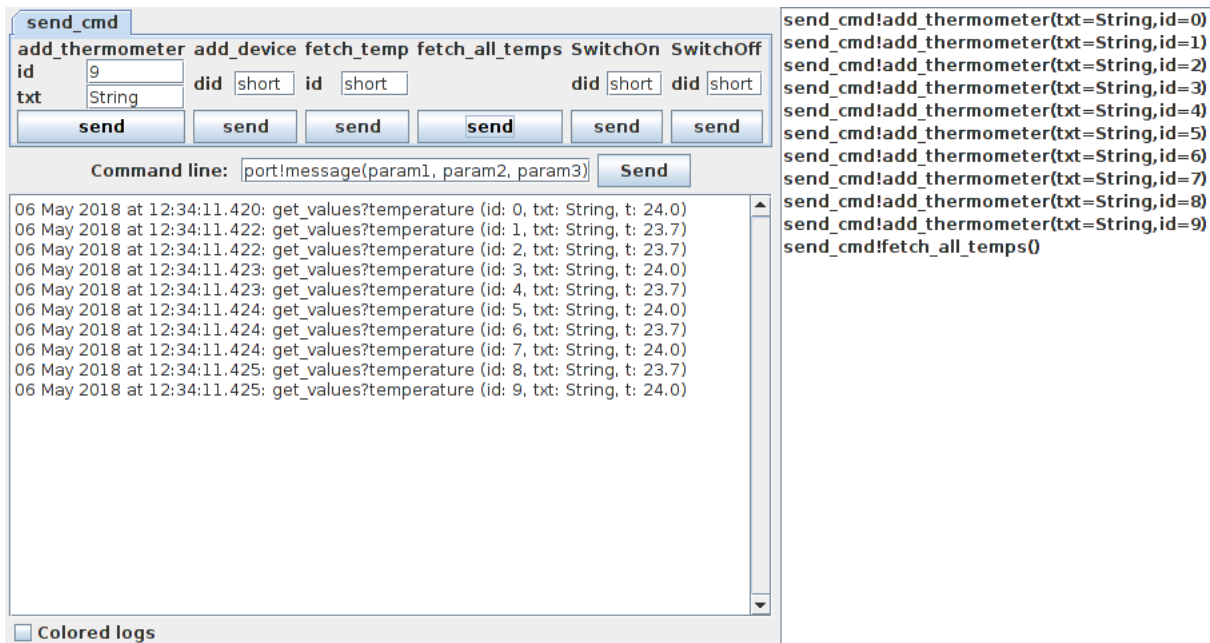 send_cmd
add_thermometer add_device fetch_temp fetch_all_temps SwitchOn SwitchOff
id 9
did short id short did short did short
txt String
send send send send send send
Command line: port!message(param1, param2, param3) Send
06 May 2018 at 12:34:11.420: get_values?temperature (id: 0, txt: String, t: 24.0)
06 May 2018 at 12:34:11.422: get_values?temperature (id: 1, txt: String, t: 23.7)
06 May 2018 at 12:34:11.422: get_values?temperature (id: 2, txt: String, t: 23.7)
06 May 2018 at 12:34:11.423: get_values?temperature (id: 3, txt: String, t: 24.0)
06 May 2018 at 12:34:11.423: get_values?temperature (id: 4, txt: String, t: 23.7)
06 May 2018 at 12:34:11.424: get_values?temperature (id: 5, txt: String, t: 24.0)
06 May 2018 at 12:34:11.424: get_values?temperature (id: 6, txt: String, t: 23.7)
06 May 2018 at 12:34:11.424: get_values?temperature (id: 7, txt: String, t: 24.0)
06 May 2018 at 12:34:11.425: get_values?temperature (id: 8, txt: String, t: 23.7)
06 May 2018 at 12:34:11.425: get_values?temperature (id: 9, txt: String, t: 24.0)
Colored logs
send_cmd!add_thermometer(txt=String,id=0)
send_cmd!add_thermometer(txt=String,id=1)
send_cmd!add_thermometer(txt=String,id=2)
send_cmd!add_thermometer(txt=String,id=3)
send_cmd!add_thermometer(txt=String,id=4)
send_cmd!add_thermometer(txt=String,id=5)
send_cmd!add_thermometer(txt=String,id=6)
send_cmd!add_thermometer(txt=String,id=7)
send_cmd!add_thermometer(txt=String,id=8)
send_cmd!add_thermometer(txt=String,id=9)
send_cmd!fetch_all_temps()